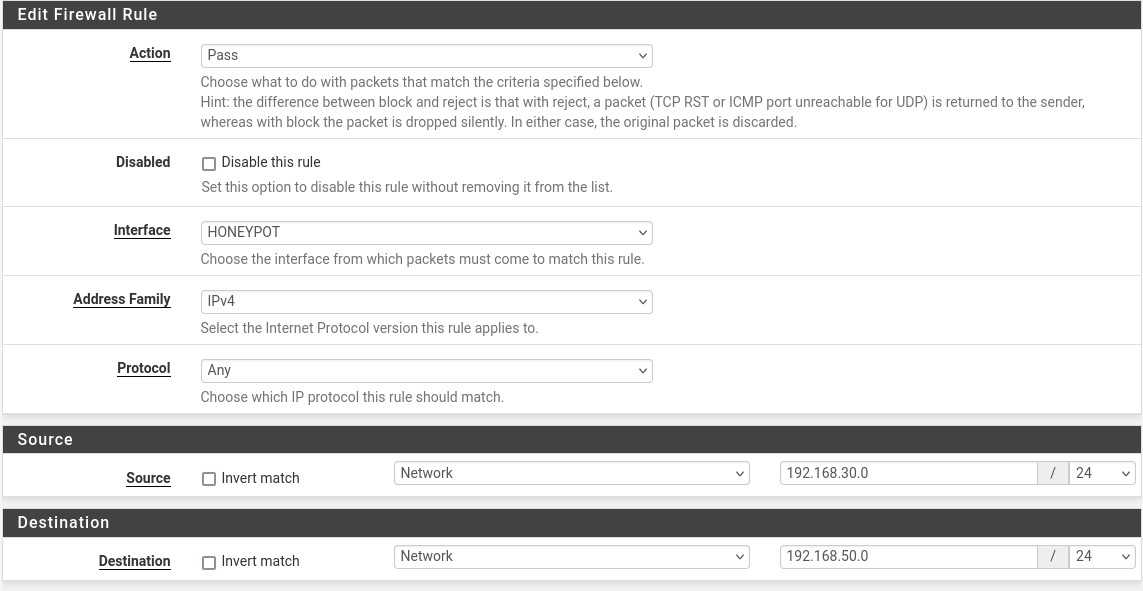 Edit Firewall Rule
Action
Pass
Choose what to do with packets that match the criteria specified below.
Hint: the difference between block and reject is that with reject, a packet (TCP RST or ICMP port unreachable for UDP) is returned to the sender,
whereas with block the packet is dropped silently. In either case, the original packet is discarded.
Disabled
Disable this rule
Set this option to disable this rule without removing it from the list.
Interface
HONEYPOT
Choose the interface from which packets must come to match this rule.
Address Family
IPv4
Select the Internet Protocol version this rule applies to.
Protocol
Any
Choose which IP protocol this rule should match.
Source
Source
Invert match
Network
192.168.30.0
/
24
Destination
Destination
Invert match
Network
192.168.50.0
/
24